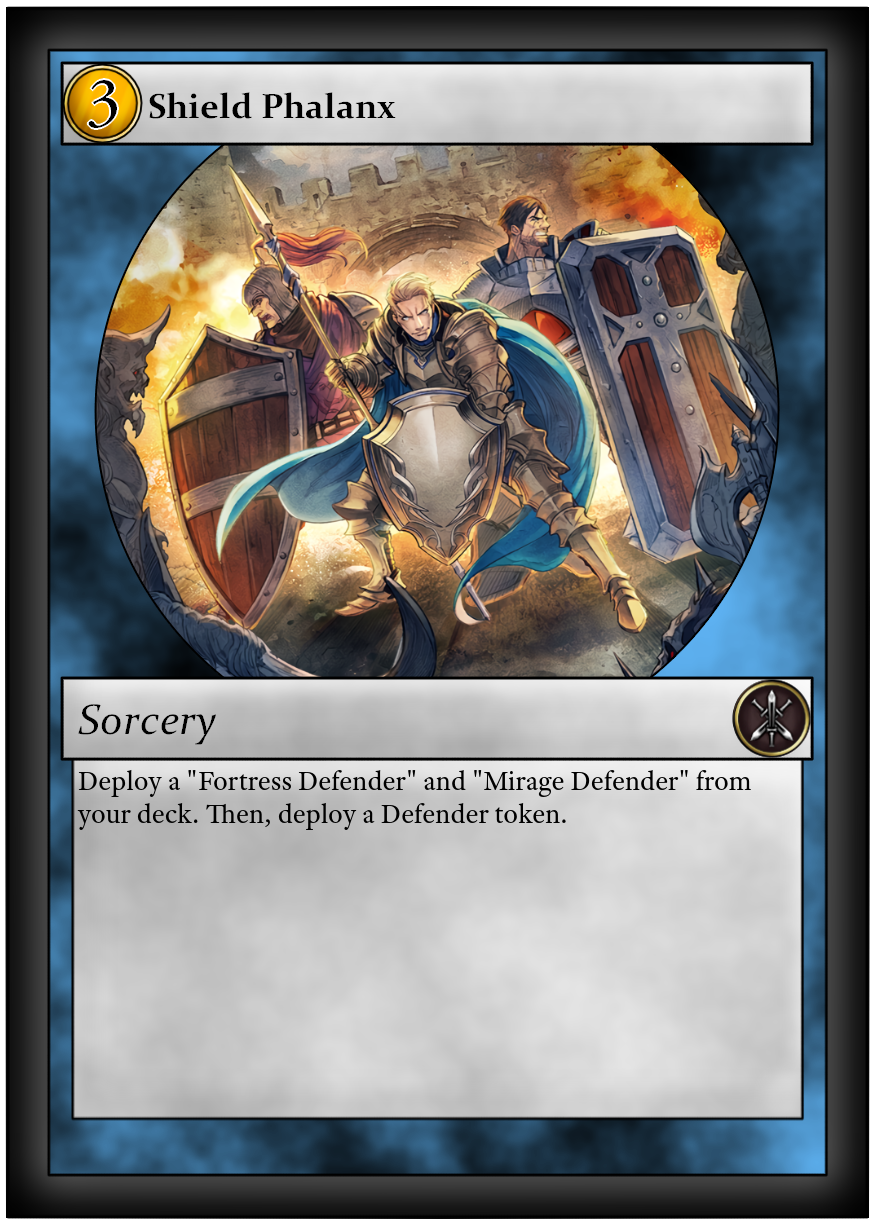 3
Shield Phalanx
Sorcery
Deploy a "Fortress Defender" and "Mirage Defender" from
your deck. Then, deploy a Defender token.